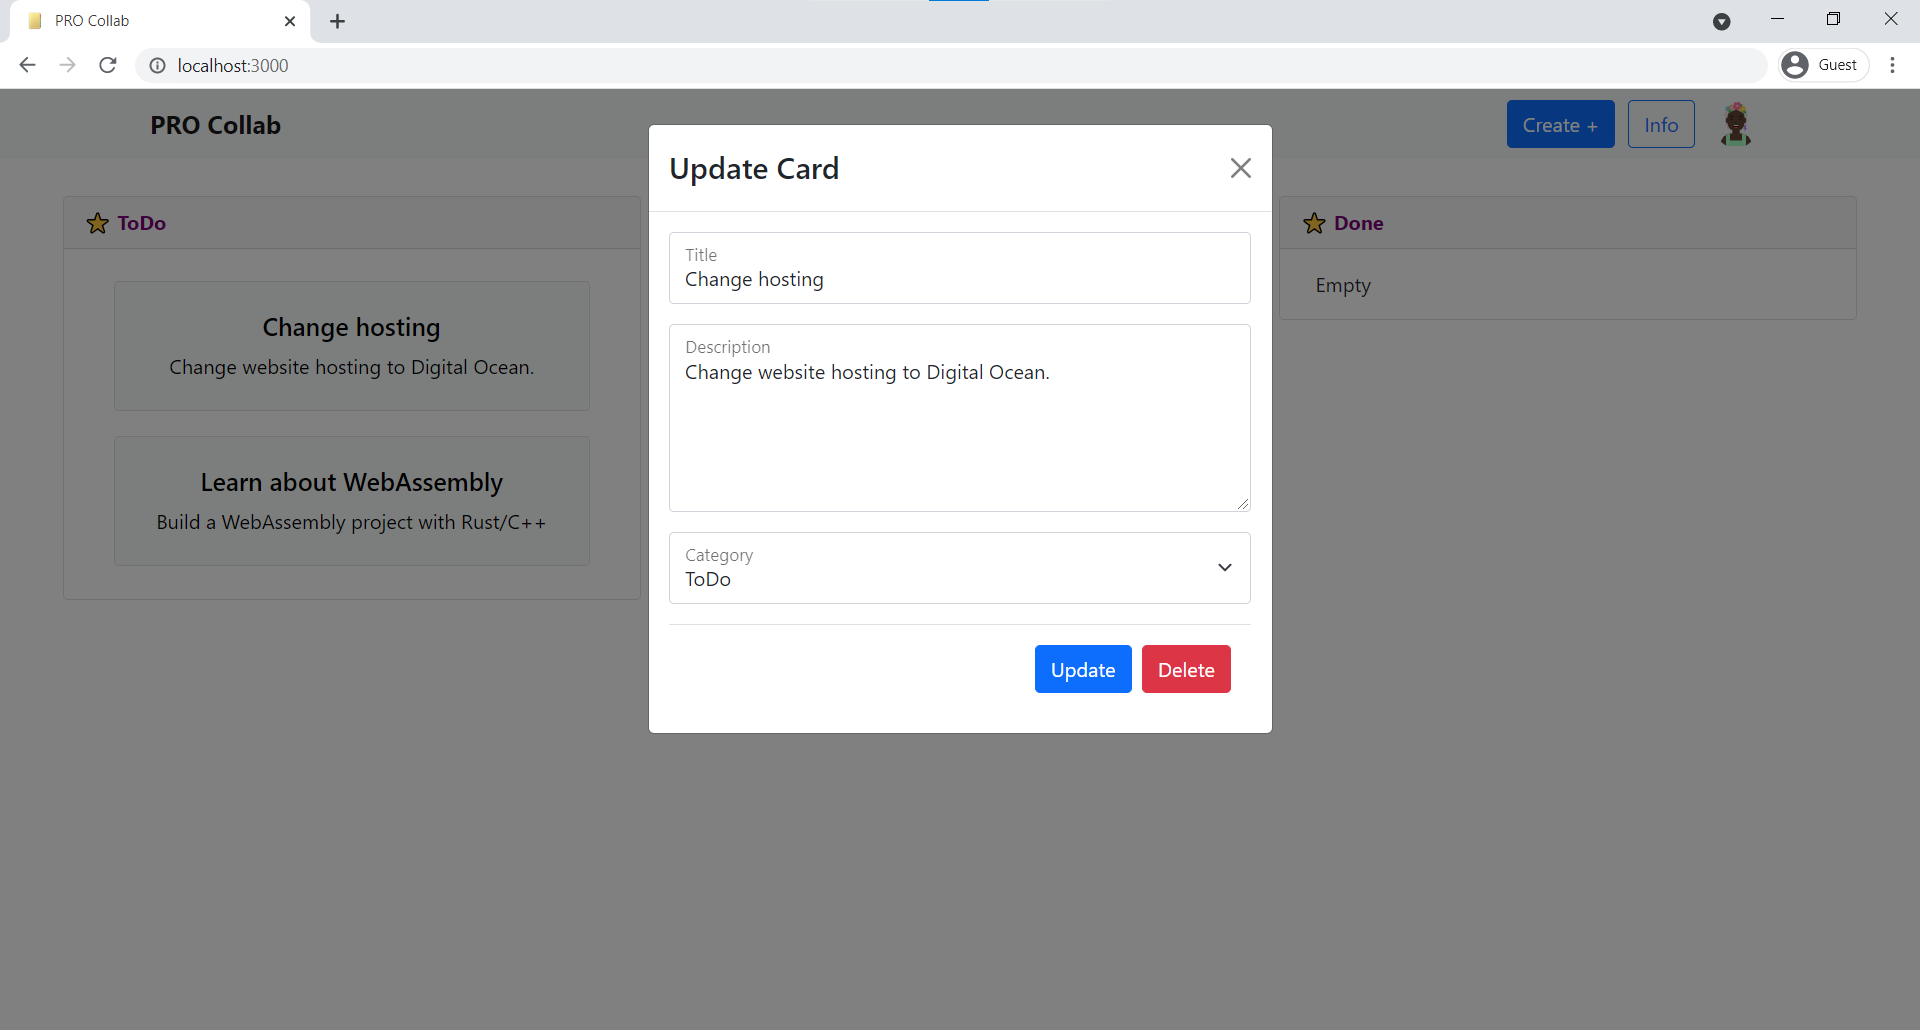 PRO Collab
localhost:3000
Guest
PRO Collab
Create +
Info
ToDo
Change hosting
Change website hosting to Digital Ocean.
Learn about WebAssembly
Build a WebAssembly project with Rust/C++
Update Card
Title
Change hosting
Description
Change website hosting to Digital Ocean.
Category
ToDo
Update
Delete
Done
Empty